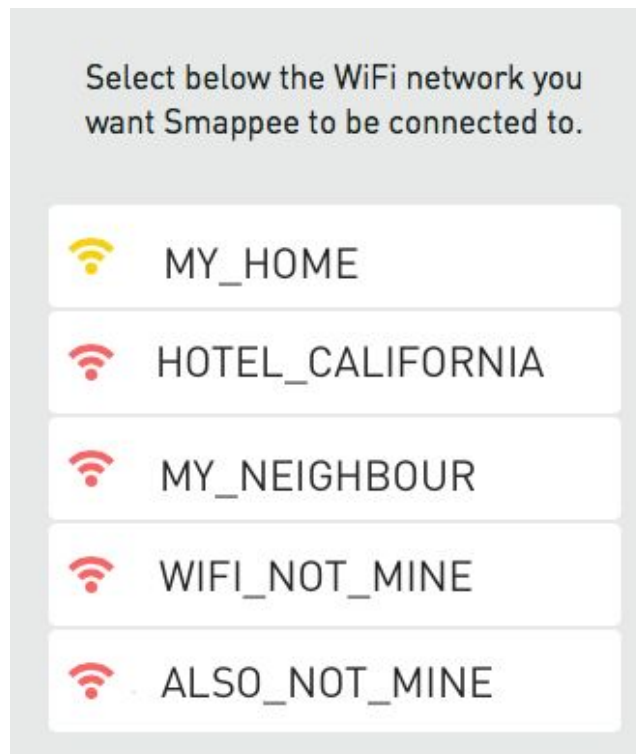 Select below the WiFi network you
want Smappee to be connected to.
MY_HOME
HOTEL_CALIFORNIA
MY_NEIGHBOUR
WIFI_NOT_MINE
ALSO_NOT_MINE